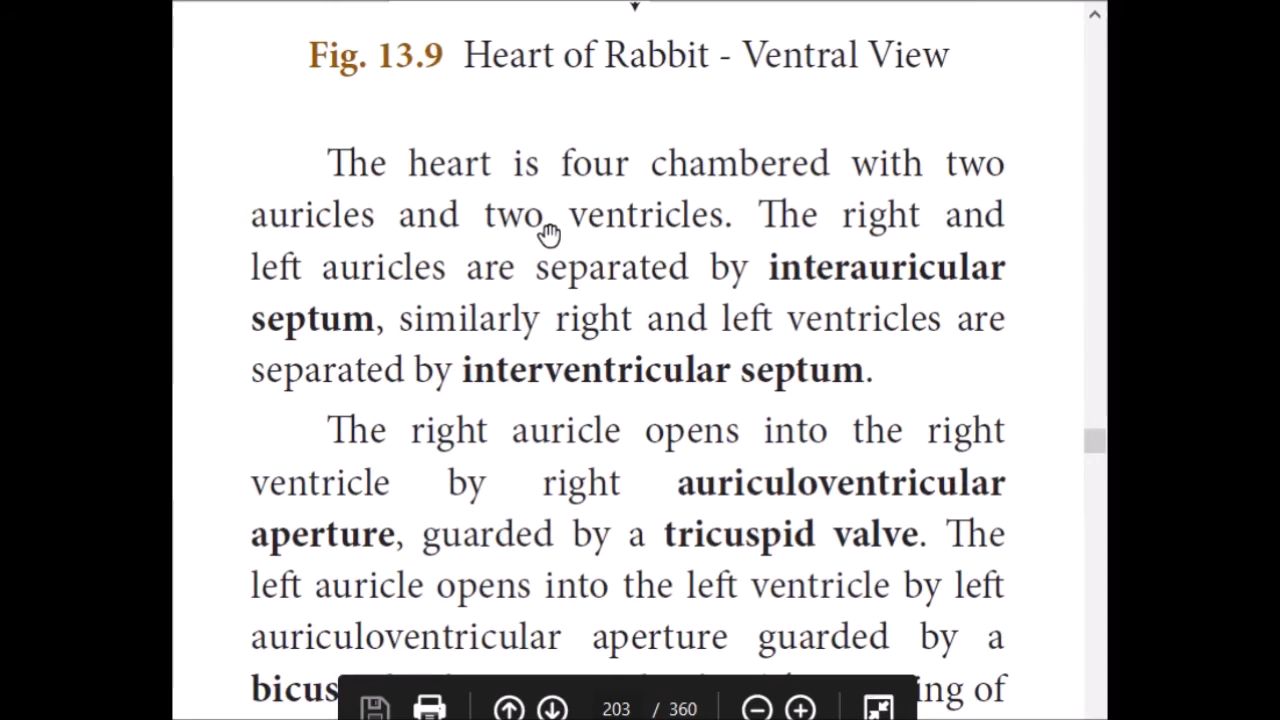 Fig. 13.9 Heart of Rabbit - Ventral View
The heart is four chambered with two
auricles and two ventricles. The right and
left auricles are separated by interauricular
septum, similarly right and left ventricles are
separated by interventricular septum.
The right auricle opens into the right
ventricle by right auriculoventricular
aperture, guarded by a tricuspid valve. The
left auricle opens into the left ventricle by left
auriculoventricular aperture guarded by a
of
203 / 360